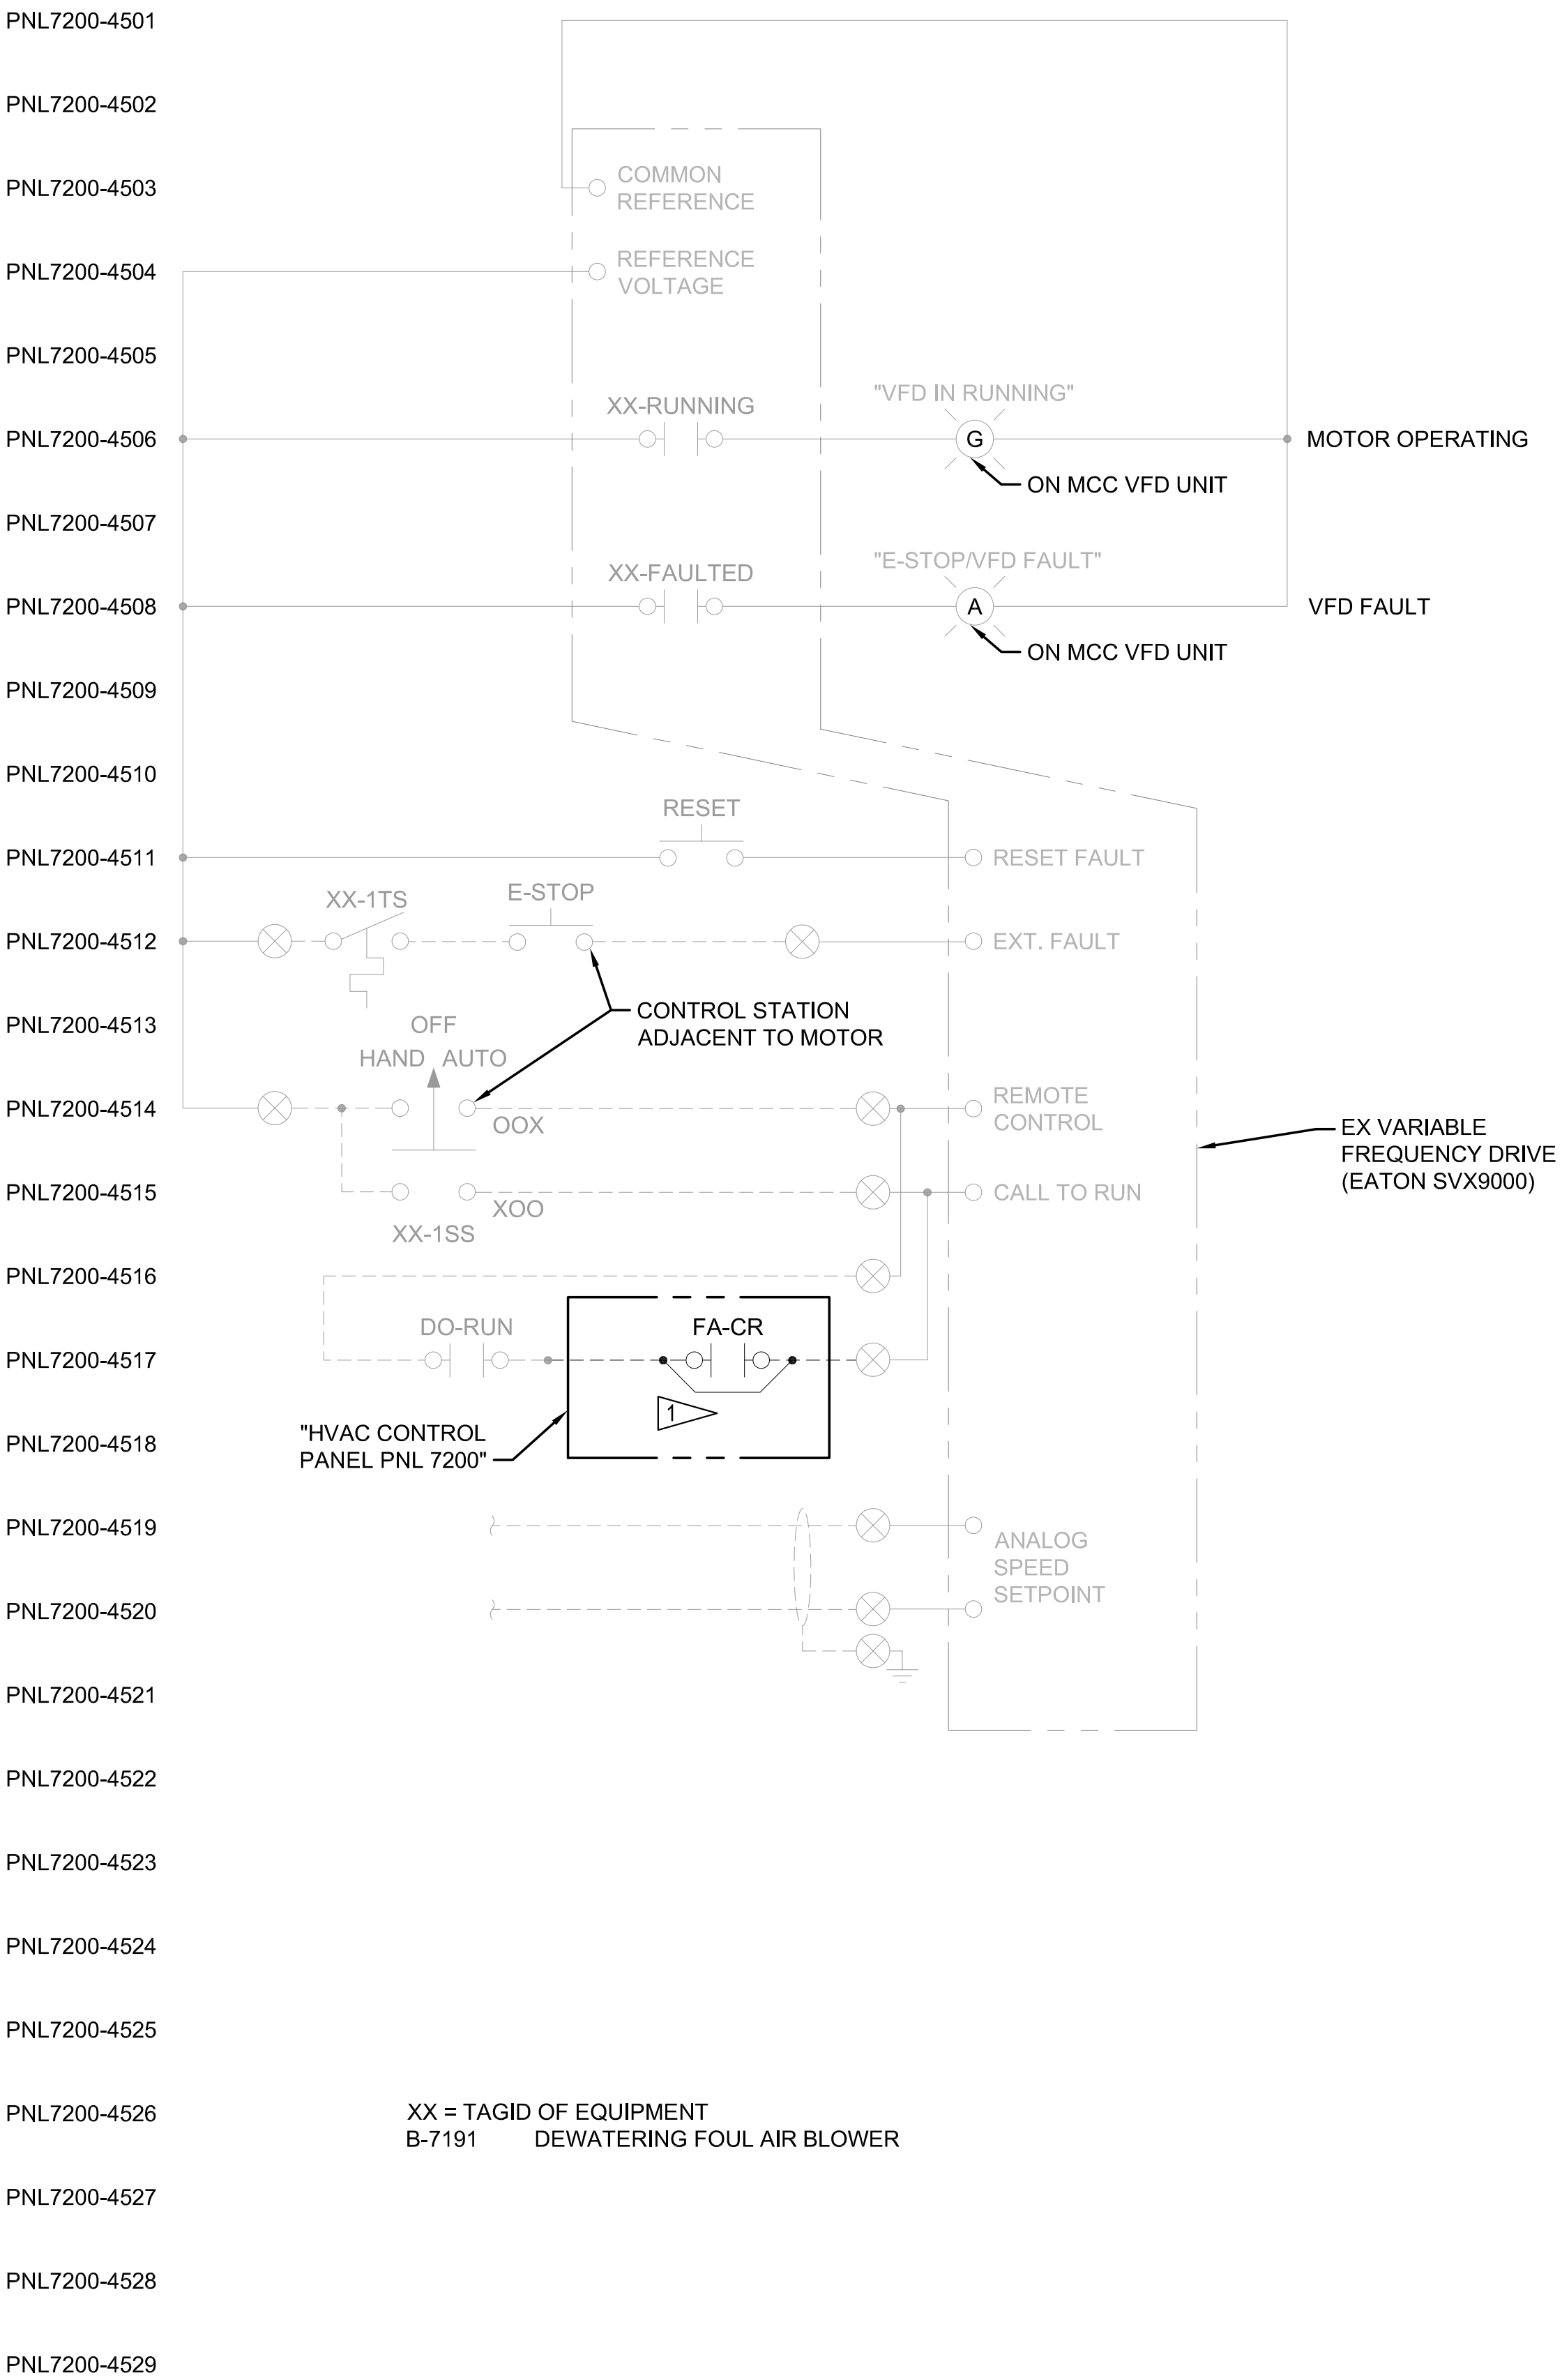 PNL7200-4501
PNL7200-4502
PNL7200-4503
COMMON
REFERENCE
PNL7200-4504
REFERENCE
VOLTAGE
PNL7200-4505
"VFD IN RUNNING"
XX-RUNNING
PNL7200-4506
G
MOTOR OPERATING
ON MCC VFD UNIT
PNL7200-4507
"E-STOP/VFD FAULT"
XX-FAULTED
PNL7200-4508
A
VFD FAULT
ON MCC VFD UNIT
PNL7200-4509
PNL7200-4510
RESET
PNL7200-4511
RESET FAULT
XX-1TS
E-STOP
PNL7200-4512
EXT. FAULT
CONTROL STATION
ADJACENT TO MOTOR
PNL7200-4513
OFF
HAND AUTO
PNL7200-4514
OOX
REMOTE
CONTROL
EX VARIABLE
FREQUENCY DRIVE
(EATON SVX9000)
PNL7200-4515
XOO
CALL TO RUN
XX-1SS
PNL7200-4516
DO-RUN
FA-CR
PNL7200-4517
1
"HVAC CONTROL
PANEL PNL 7200"
PNL7200-4518
PNL7200-4519
ANALOG
SPEED
SETPOINT
PNL7200-4520
PNL7200-4521
PNL7200-4522
PNL7200-4523
PNL7200-4524
PNL7200-4525
PNL7200-4526
XX = TAGID OF EQUIPMENT
B-7191 DEWATERING FOUL AIR BLOWER
PNL7200-4527
PNL7200-4528
PNL7200-4529